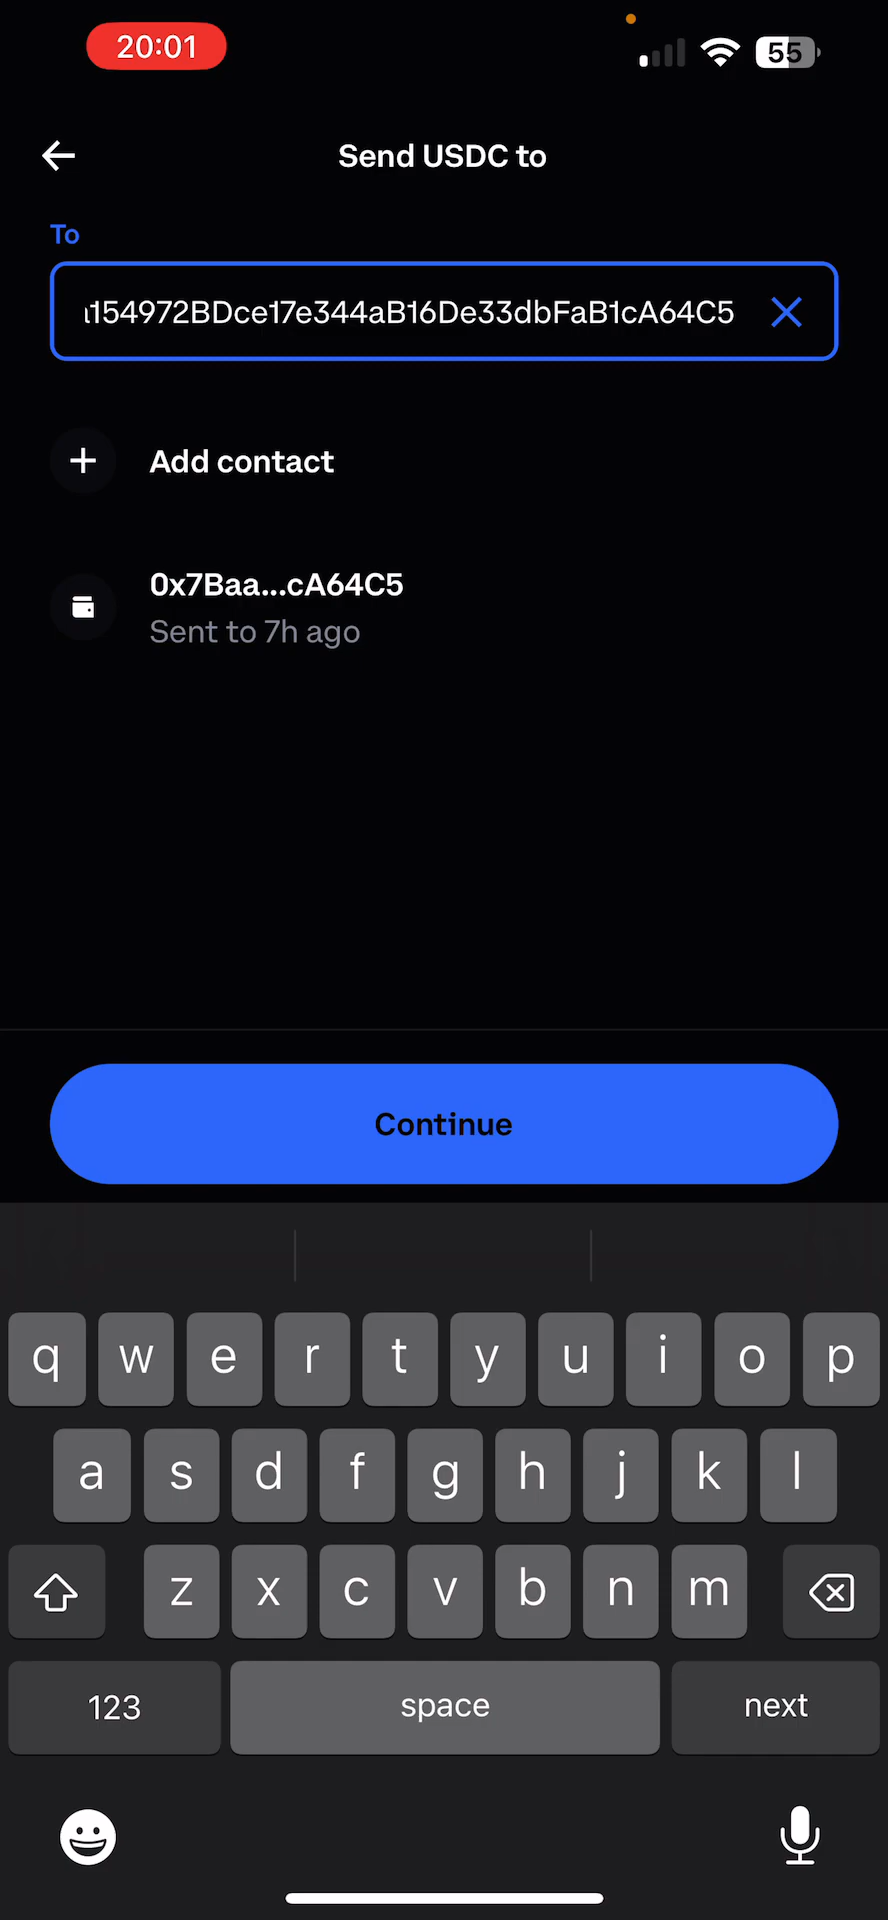 20:01
55
Send USDC to
To
154972BDce17e344aB16De33dbFaB1cA64C5
Add contact
0x7Baa...cA64C5
Sent to 7h ago
Continue
q w e r t y u i o p
a s d f g h j k l
z x c v b n m
123 space next